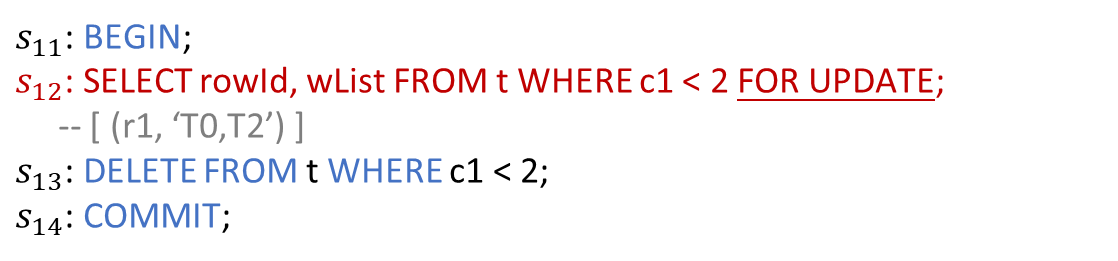 s₁₁: BEGIN;
s₁₂: SELECT rowId, wList FROM t WHERE c1 < 2 FOR UPDATE;
-- [ (r1, ‘T0,T2’) ]
s₁₃: DELETE FROM t WHERE c1 < 2;
s₁₄: COMMIT;